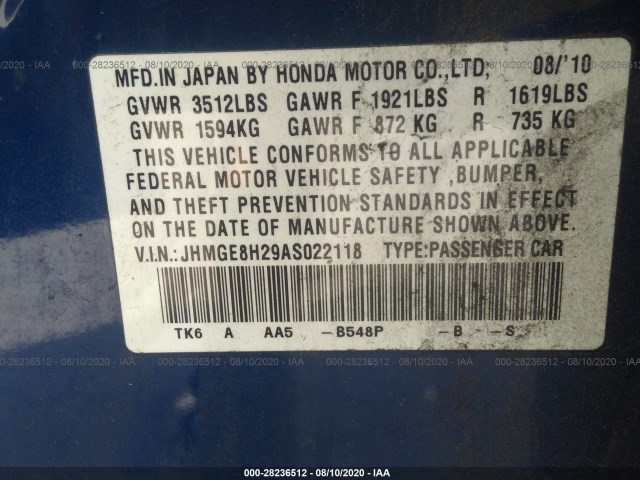 MFD.IN JAPAN BY HONDA MOTOR CO.,LTD; 08/'10
GVWR 3512LBS GAWR F 1921LBS R 1619LBS
GVWR 1594KG GAWR F 872 KG R 735 KG
THIS VEHICLE CONFORMS TO ALL APPLICABLE
FEDERAL MOTOR VEHICLE SAFETY ,BUMPER,
AND THEFT PREVENTION STANDARDS IN EFFECT
ON THE DATE OF MANUFACTURE SHOWN ABOVE.
V.I.N.:JHMGE8H29AS022118 TYPE:PASSENGER CAR
TK6 A AA5 -B548P -B -S
000-28236512 - 08/10/2020 - IAA